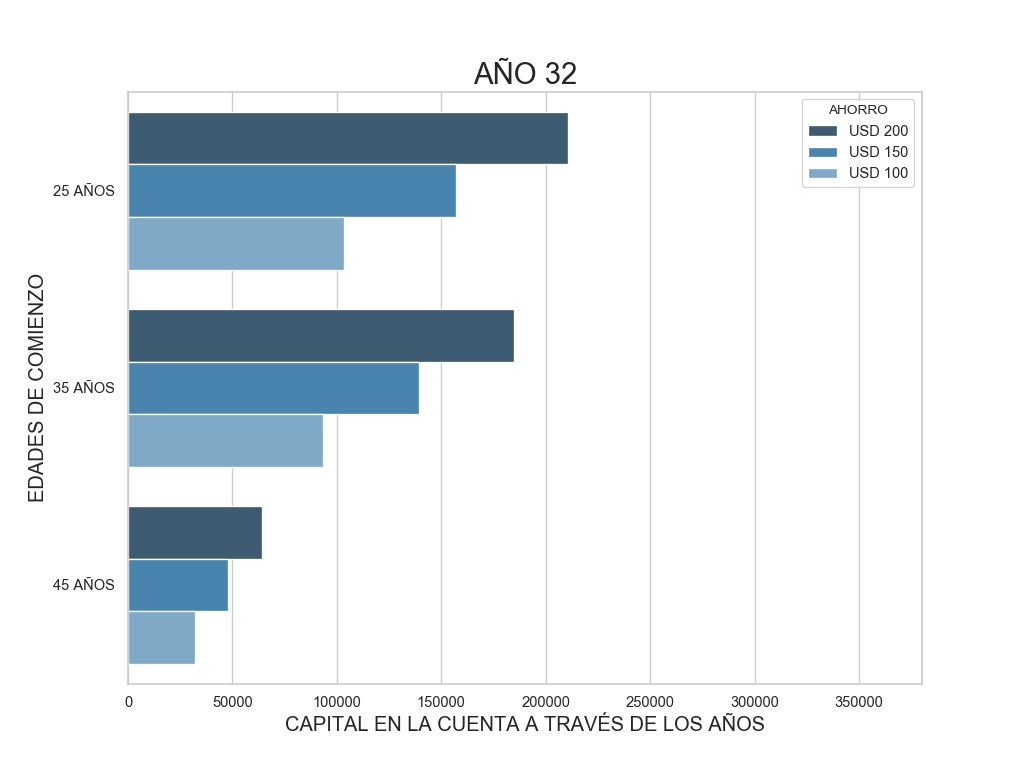 AÑO 32
AHORRO
USD 200
USD 150
USD 100
EDADES DE COMIENZO
25 AÑOS
35 AÑOS
45 AÑOS
0 50000 100000 150000 200000 250000 300000 350000
CAPITAL EN LA CUENTA A TRAVÉS DE LOS AÑOS